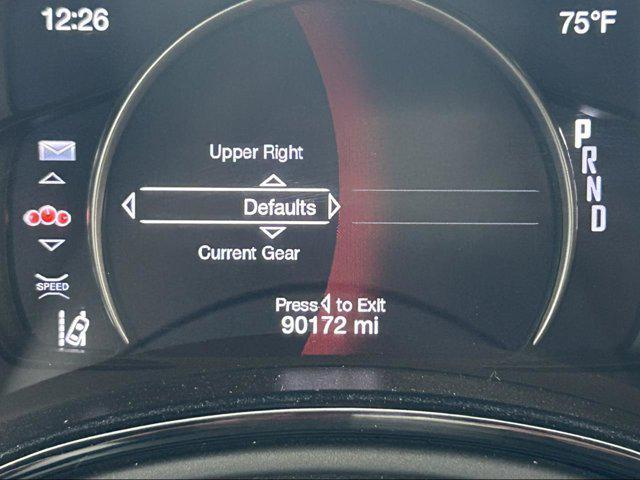 12:26
75°F
Upper Right
Defaults
Current Gear
SPEED
Press ◁ to Exit
90172 mi
P
R
N
D